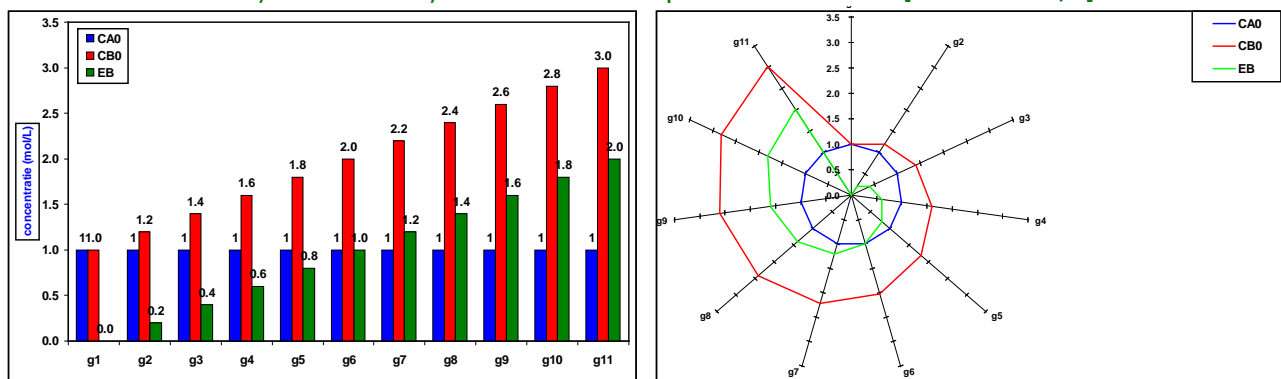 3.5
3.0
2.5
2.0
1.5
1.0
0.5
0.0
concentratie (mol/L)
CA0
CB0
EB
1 1.0 0.0
1 1.2 0.2
1 1.4 0.4
1 1.6 0.6
1 1.8 0.8
1 2.0 1.0
1 2.2 1.2
1 2.4 1.4
1 2.6 1.6
1 2.8 1.8
1 3.0 2.0
g1 g2 g3 g4 g5 g6 g7 g8 g9 g10 g11
3.5
3.0
2.5
2.0
1.5
1.0
0.5
0.0
g2
g3
g4
g5
g6
g7
g8
g9
g10
g11
CA0
CB0
EB